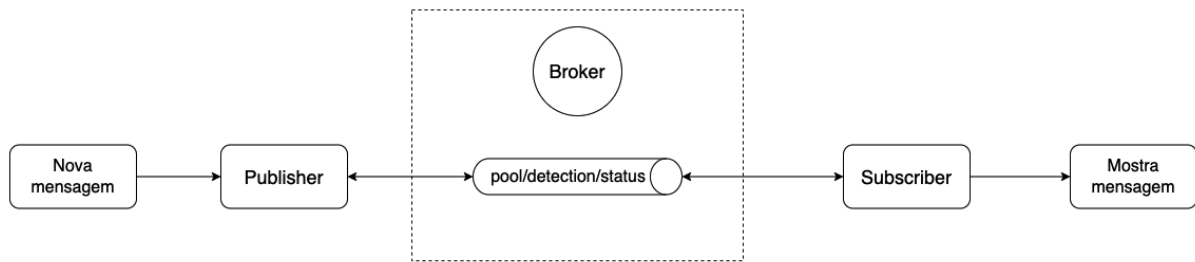 Broker
Nova
mensagem
Publisher
pool/detection/status
Subscriber
Mostra
mensagem